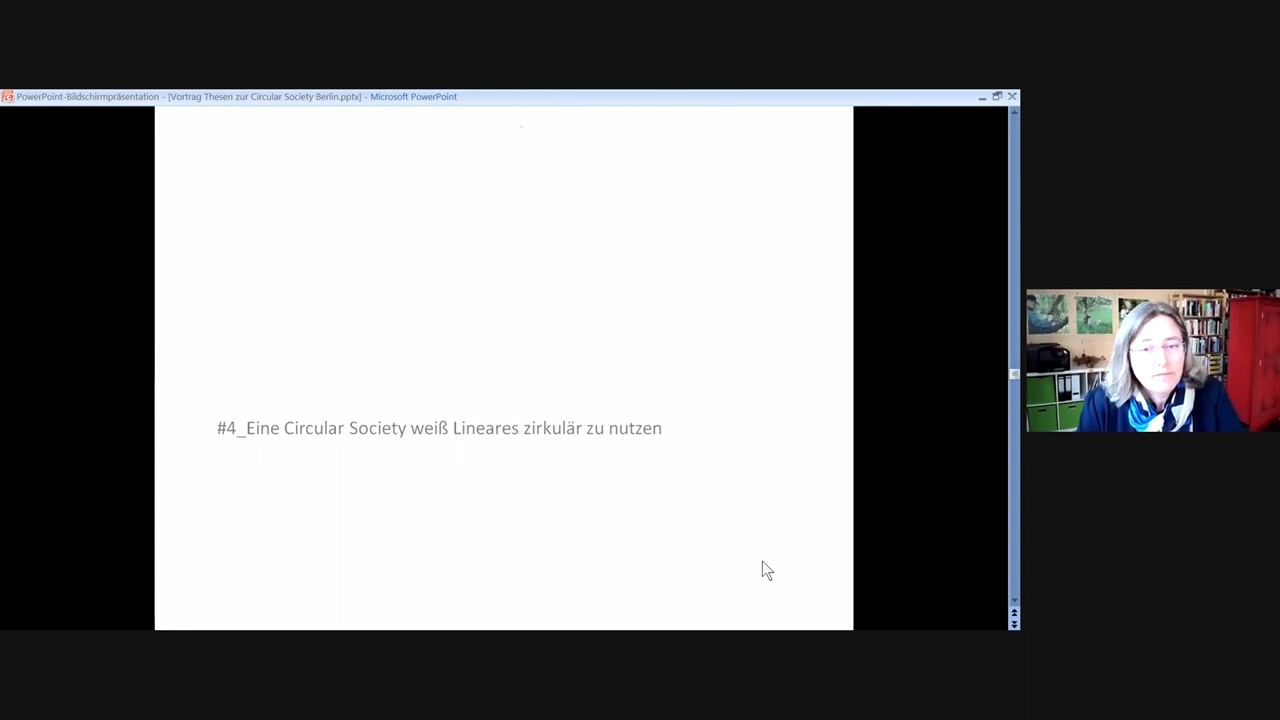 PowerPoint-Bildschirmpräsentation - [Vortrag Thesen zur Circular Society Berlin.pptx] - Microsoft PowerPoint
#4_Eine Circular Society weiß Lineares zirkulär zu nutzen